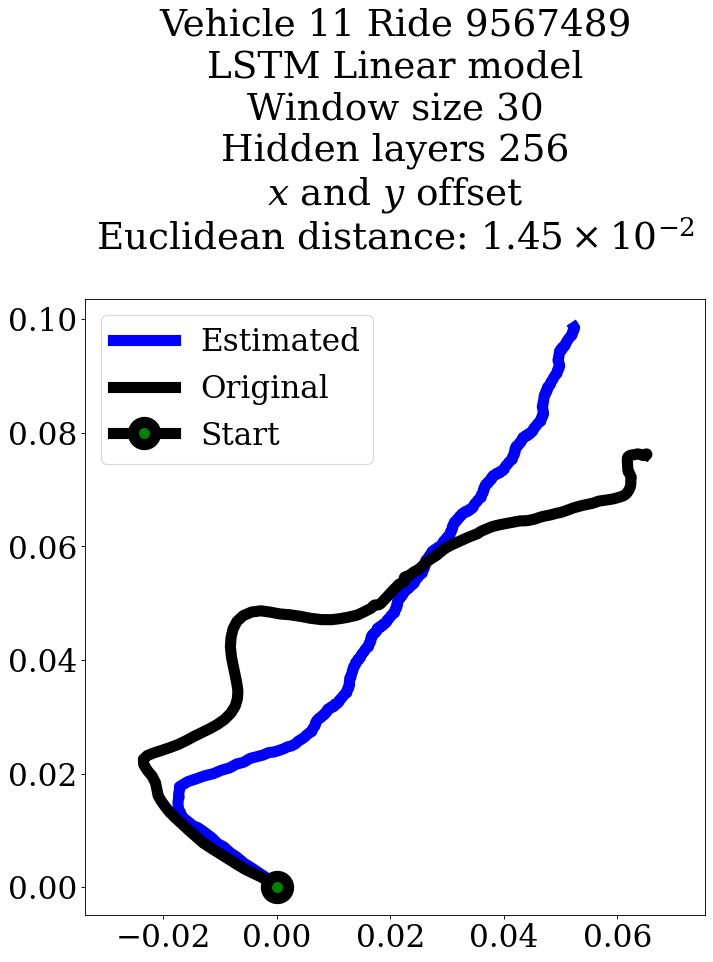 Vehicle 11 Ride 9567489
LSTM Linear model
Window size 30
Hidden layers 256
x and y offset
Euclidean distance: 1.45 × 10⁻²
Estimated
Original
Start
0.10
0.08
0.06
0.04
0.02
0.00
−0.02 0.00 0.02 0.04 0.06